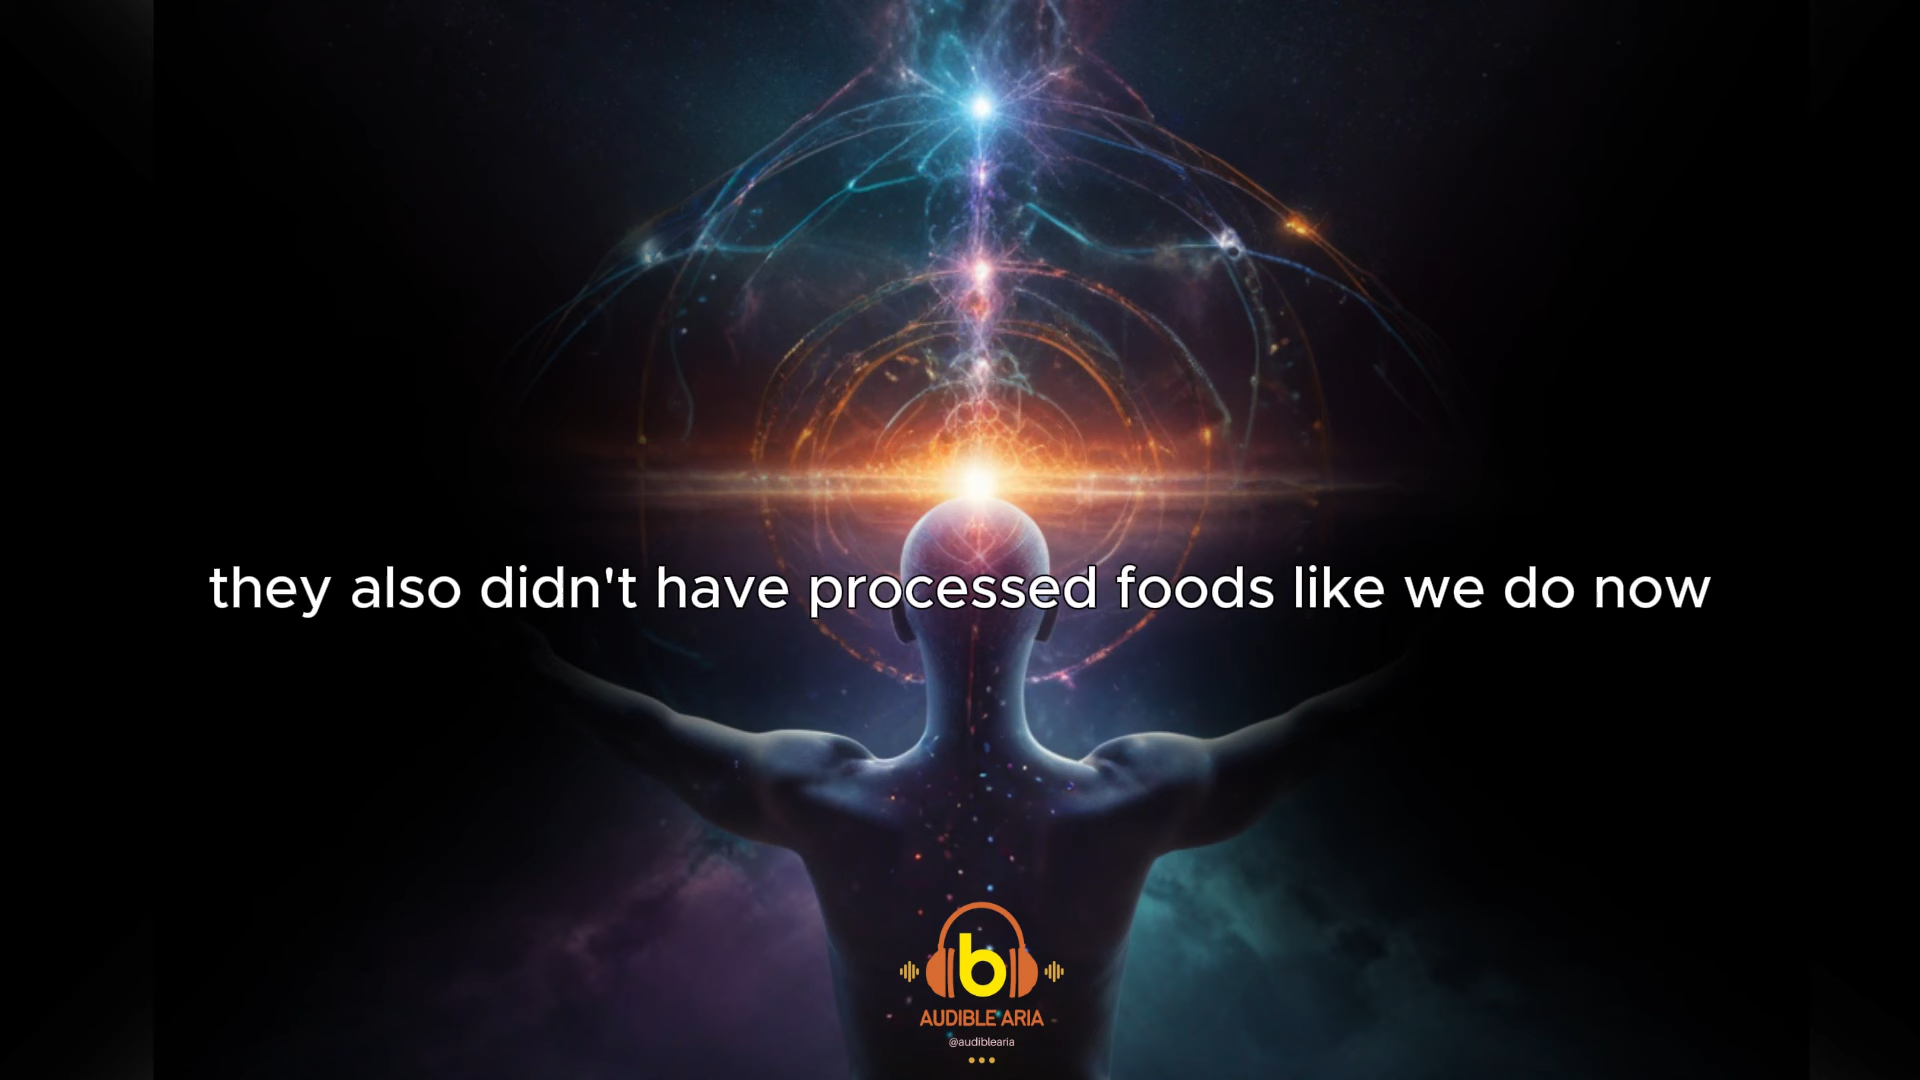 they also didn't have processed foods like we do now
b
AUDIBLE ARIA
@audiblearia